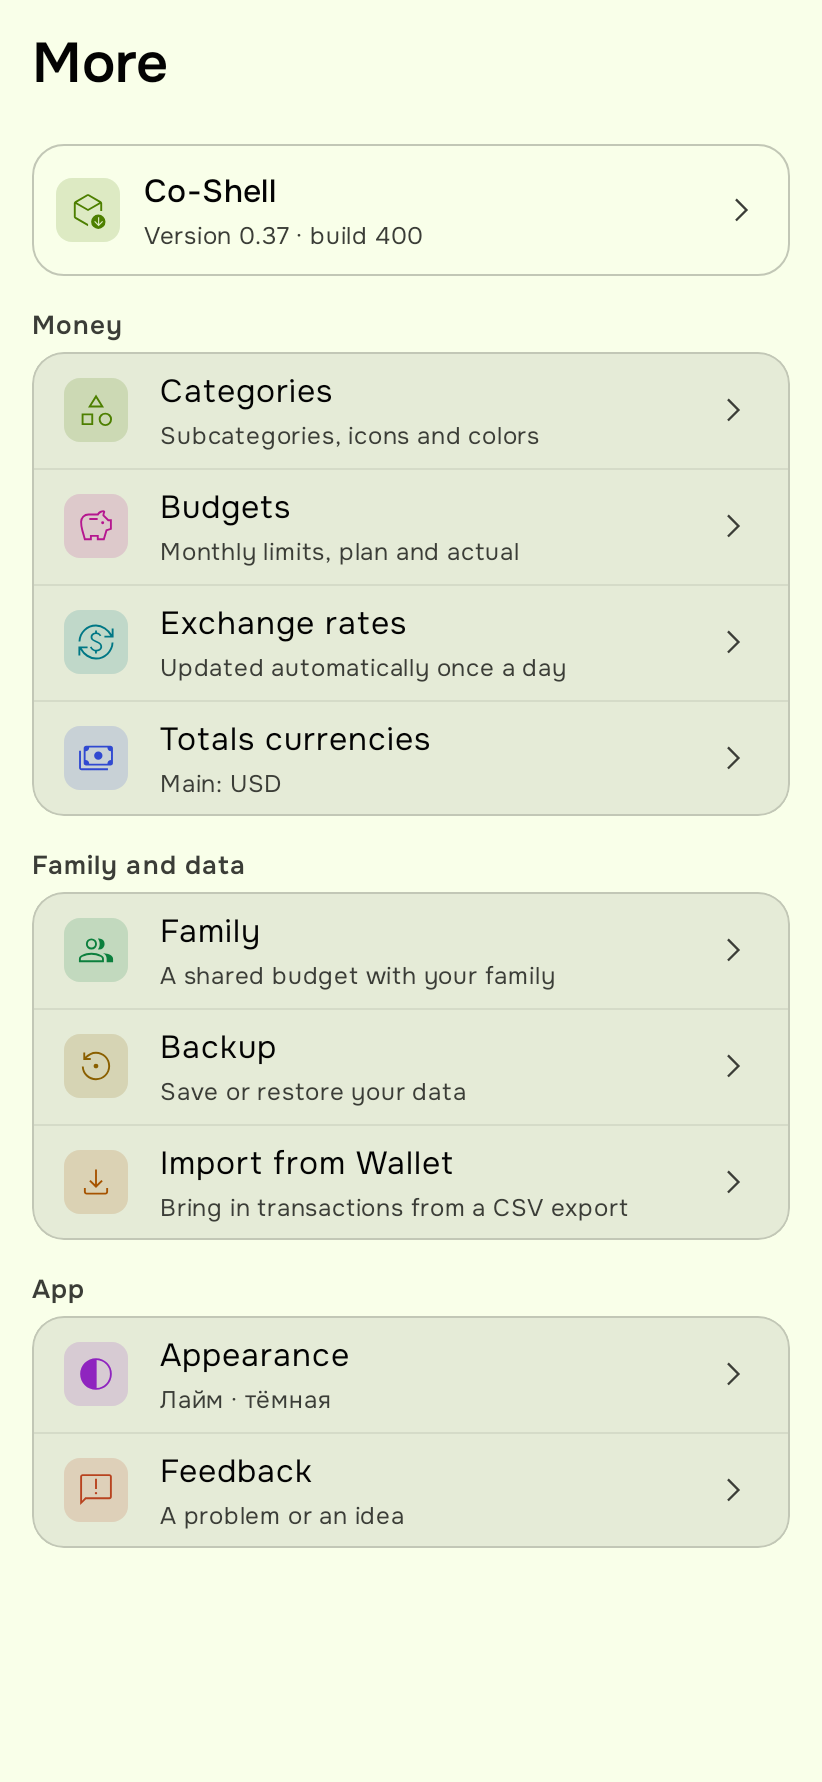 More
Co-Shell
Version 0.37 · build 400
Money
Categories
Subcategories, icons and colors
Budgets
Monthly limits, plan and actual
Exchange rates
Updated automatically once a day
Totals currencies
Main: USD
Family and data
Family
A shared budget with your family
Backup
Save or restore your data
Import from Wallet
Bring in transactions from a CSV export
App
Appearance
Лайм · тёмная
Feedback
A problem or an idea